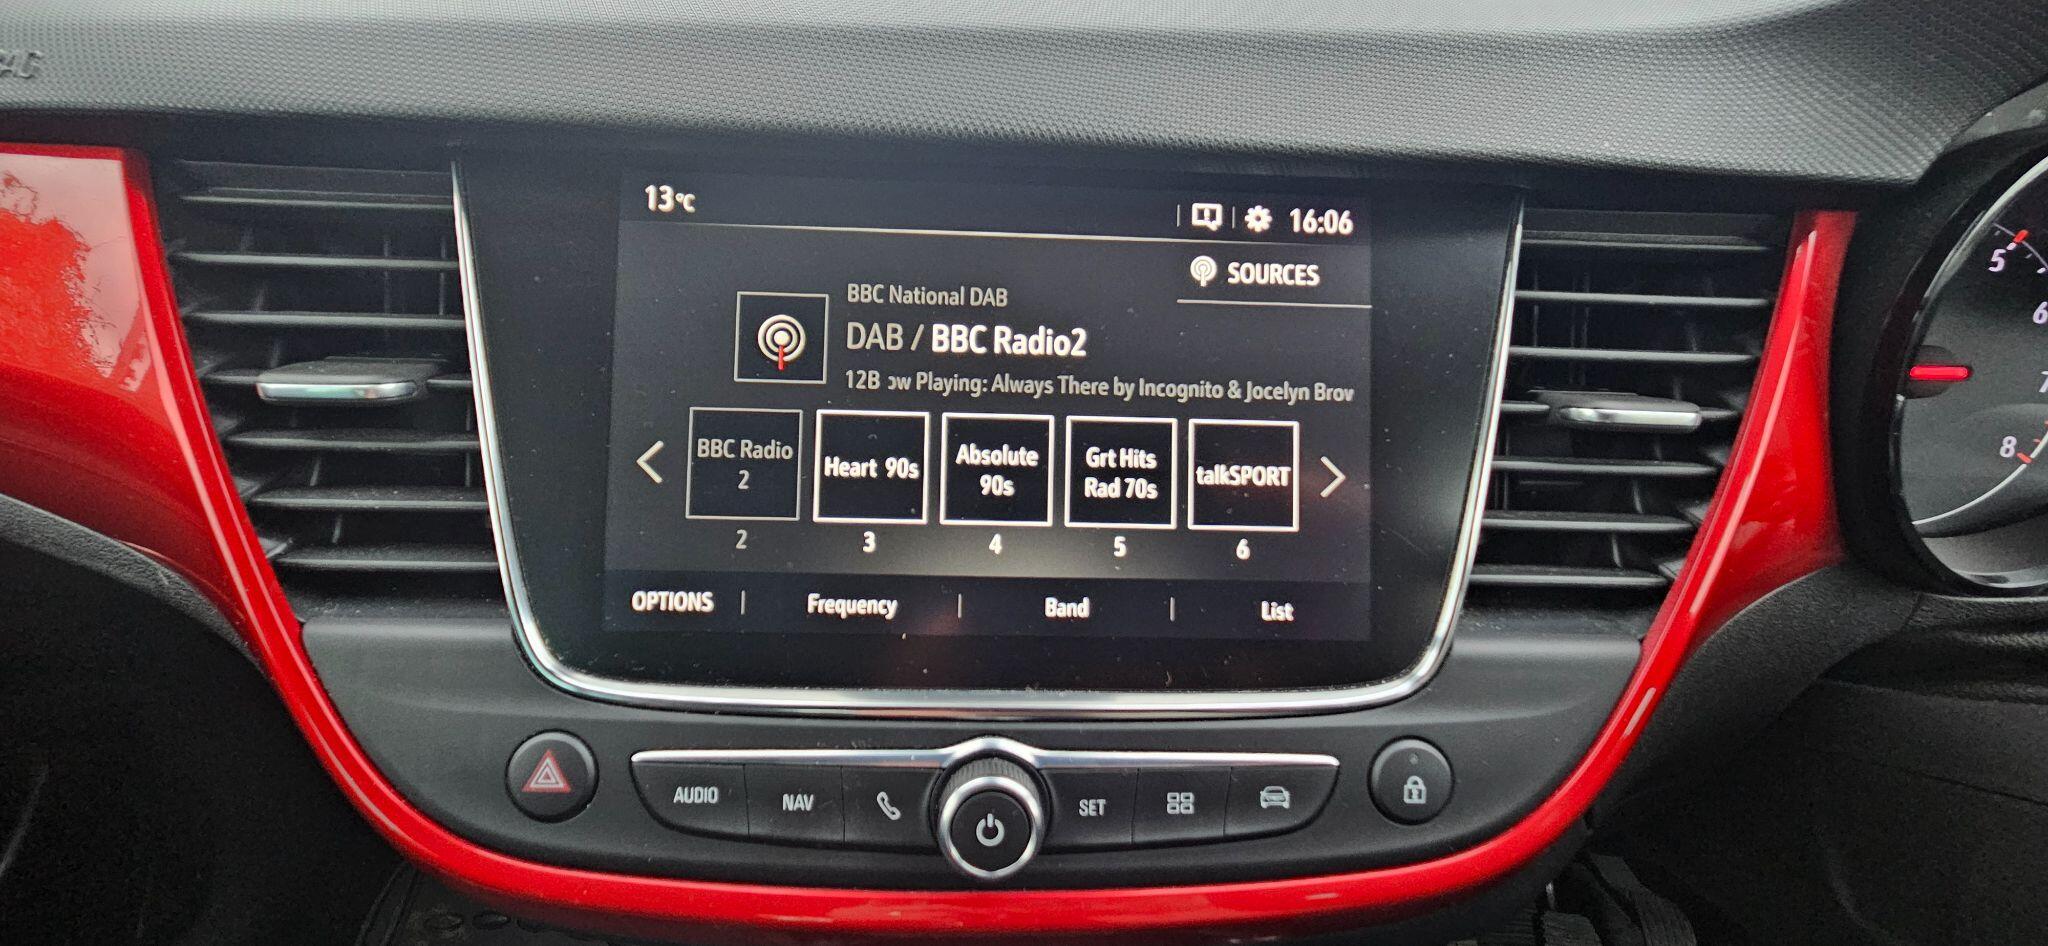 13°C
16:06
SOURCES
BBC National DAB
DAB / BBC Radio2
12B ow Playing: Always There by Incognito & Jocelyn Brov
BBC Radio
2
Heart 90s
Absolute
90s
Grt Hits
Rad 70s
talkSPORT
2
3
4
5
6
OPTIONS
Frequency
Band
List
AUDIO
NAV
SET
5
6
7
8